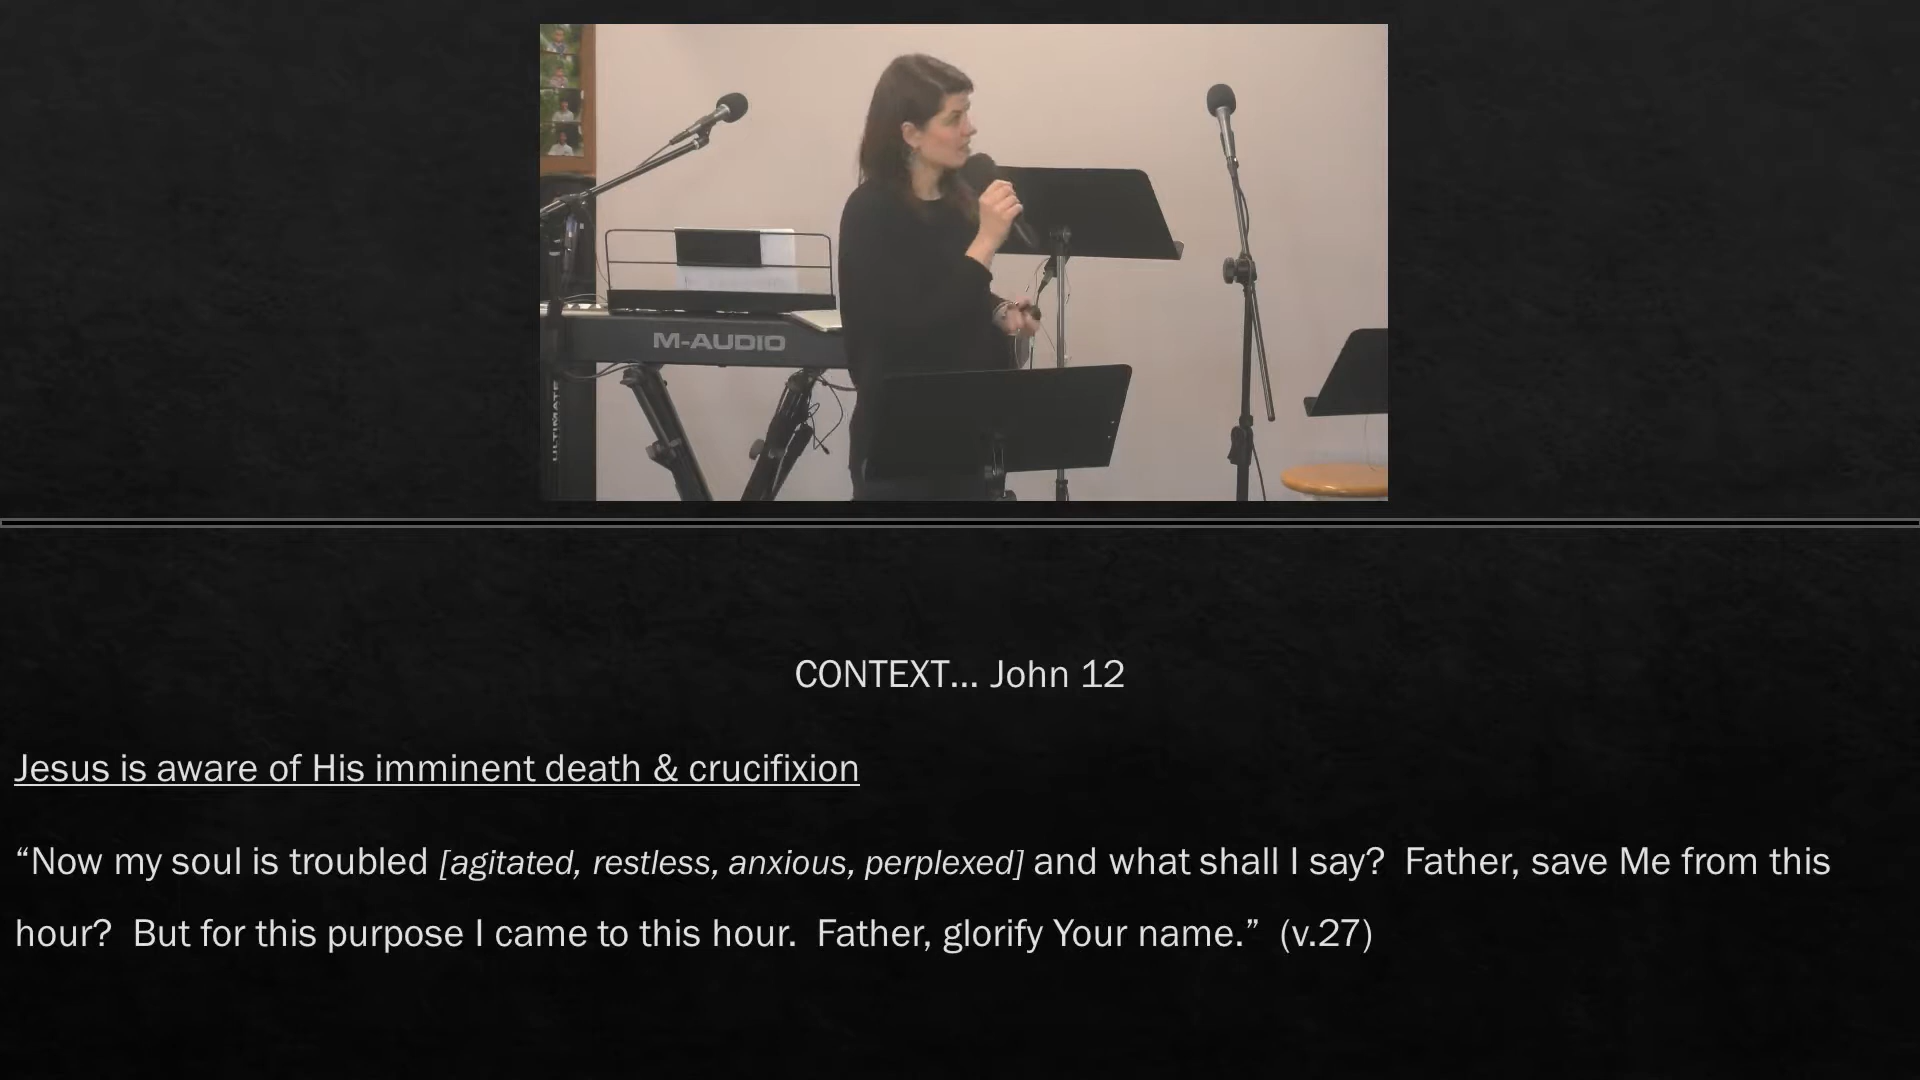 M-AUDIO
ULTIMATE
CONTEXT... John 12
Jesus is aware of His imminent death & crucifixion
“Now my soul is troubled [agitated, restless, anxious, perplexed] and what shall I say?  Father, save Me from this
hour?  But for this purpose I came to this hour.  Father, glorify Your name.”  (v.27)